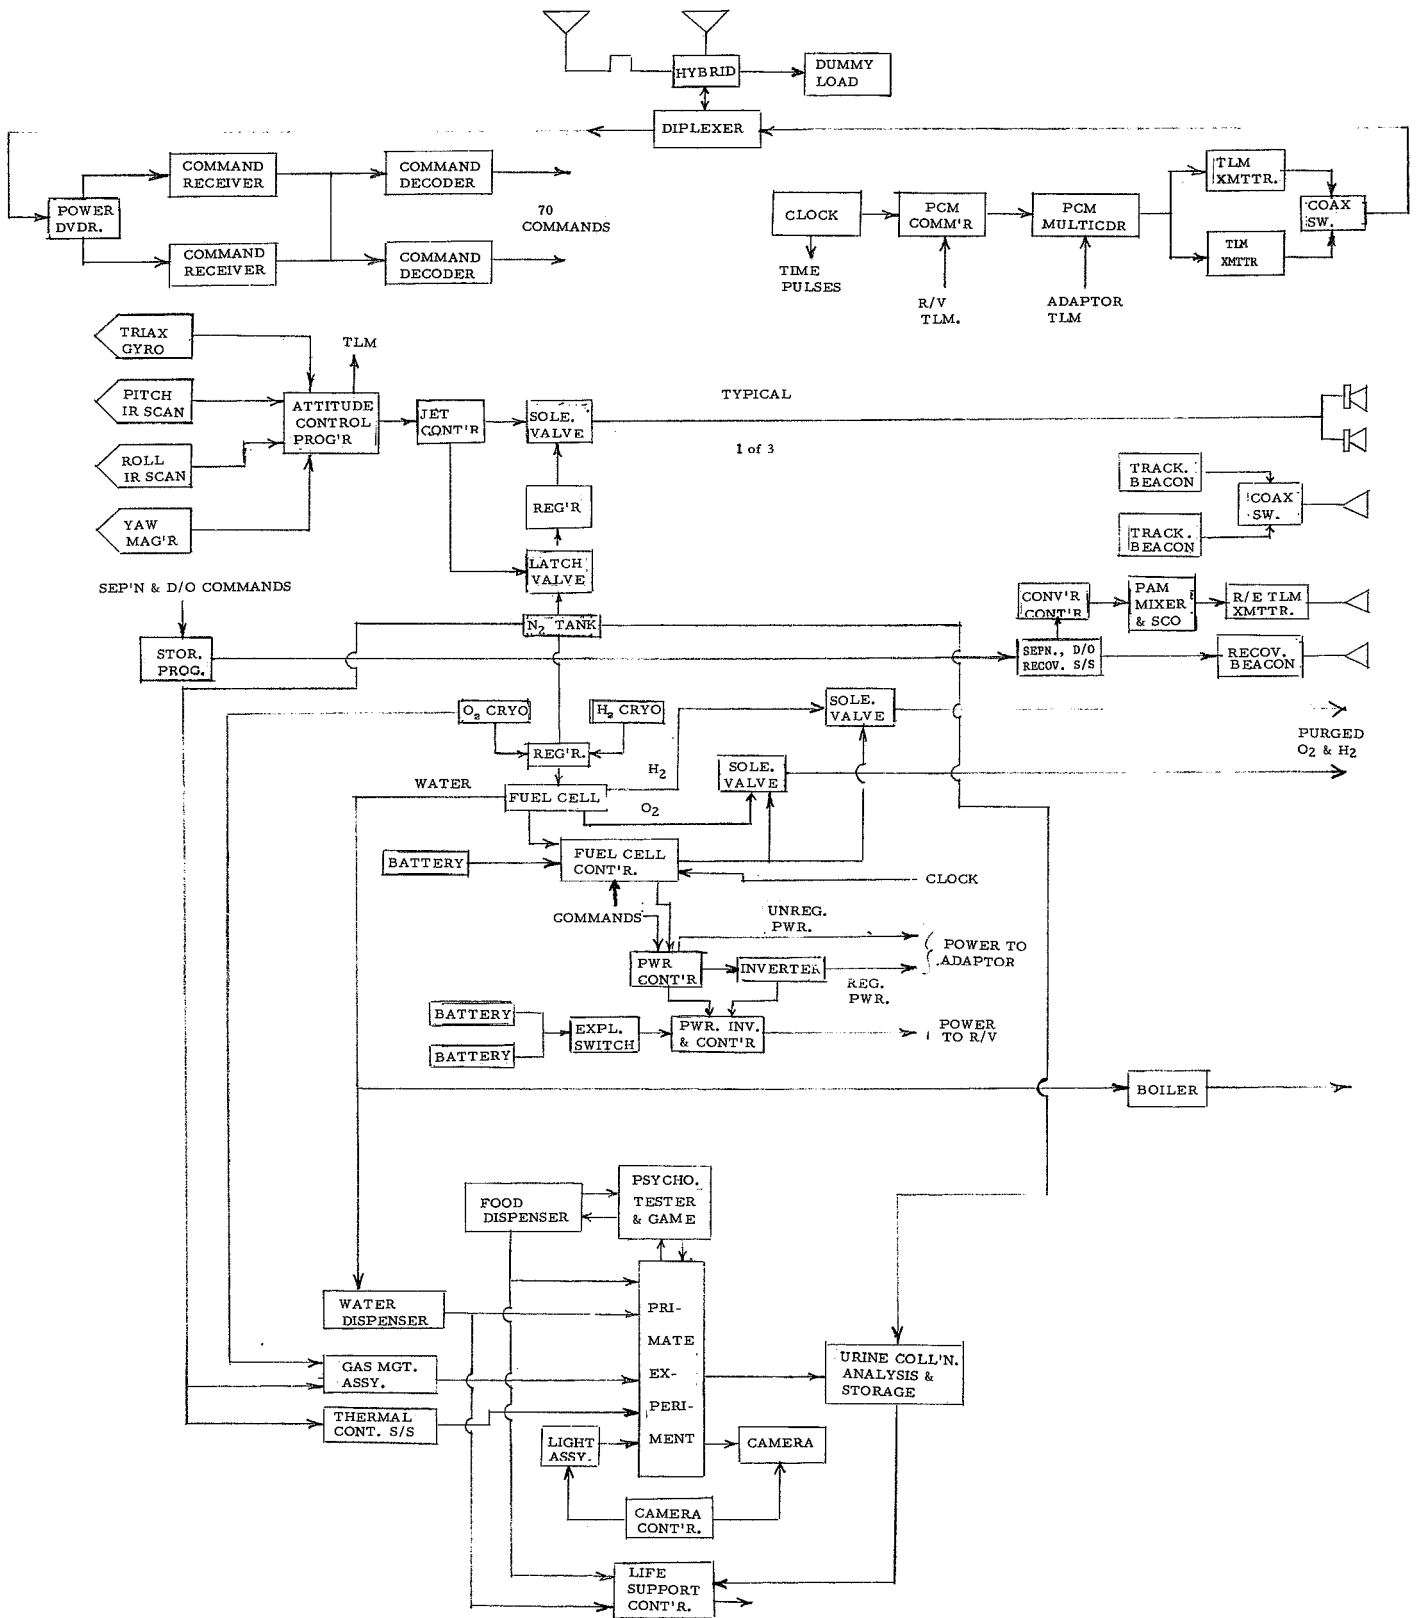 HYBRID
DUMMY
LOAD
DIPLEXER
COMMAND
RECEIVER
COMMAND
DECODER
POWER
DVDR.
70
COMMANDS
COMMAND
RECEIVER
COMMAND
DECODER
CLOCK
TIME
PULSES
PCM
COMM'R
R/V
TLM.
PCM
MULTICDR
ADAPTOR
TLM
TLM
XMTTR.
TLM
XMTTR
COAX
SW.
TRIAX
GYRO
PITCH
IR SCAN
ROLL
IR SCAN
YAW
MAG'R
TLM
ATTITUDE
CONTROL
PROG'R
JET
CONT'R
SOLE.
VALVE
TYPICAL
1 of 3
REG'R
LATCH
VALVE
N2 TANK
TRACK.
BEACON
TRACK.
BEACON
COAX
SW.
SEP'N & D/O COMMANDS
STOR.
PROG.
CONV'R
CONT'R
PAM
MIXER
& SCO
R/E TLM
XMTTR.
SEPN., D/O
RECOV. S/S
RECOV.
BEACON
O2 CRYO
H2 CRYO
REG'R.
SOLE.
VALVE
PURGED
O2 & H2
H2
SOLE.
VALVE
WATER
FUEL CELL
O2
BATTERY
FUEL CELL
CONT'R.
CLOCK
COMMANDS
UNREG.
PWR.
PWR
CONT'R
INVERTER
REG.
PWR.
POWER TO
ADAPTOR
BATTERY
BATTERY
EXPL.
SWITCH
PWR. INV.
& CONT'R
POWER
TO R/V
BOILER
FOOD
DISPENSER
PSYCHO.
TESTER
& GAME
WATER
DISPENSER
GAS MGT.
ASSY.
THERMAL
CONT. S/S
PRI-
MATE
EX-
PERI-
MENT
URINE COLL'N.
ANALYSIS &
STORAGE
LIGHT
ASSY.
CAMERA
CAMERA
CONT'R.
LIFE
SUPPORT
CONT'R.